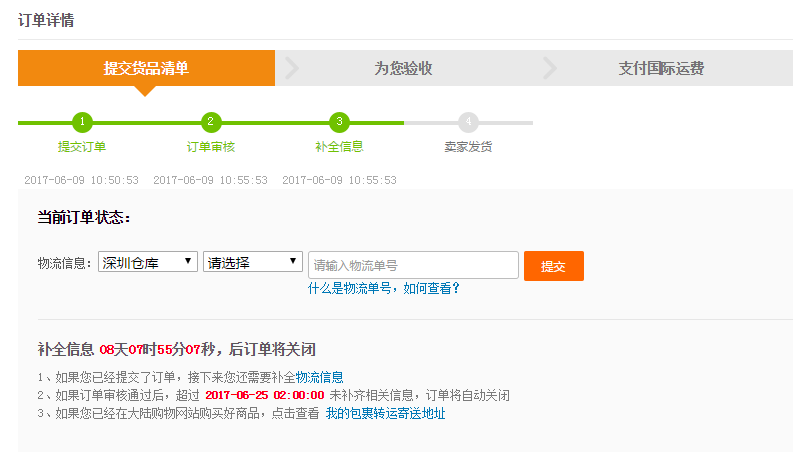 订单详情
提交货品清单 为您验收 支付国际运费
1 2 3 4
提交订单 订单审核 补全信息 卖家发货
2017-06-09 10:50:53 2017-06-09 10:55:53 2017-06-09 10:55:53
当前订单状态：
物流信息： 深圳仓库 请选择 请输入物流单号 提交
什么是物流单号，如何查看？
补全信息 08天07时55分07秒，后订单将关闭
1、如果您已经提交了订单，接下来您还需要补全物流信息
2、如果订单审核通过后，超过 2017-06-25 02:00:00 未补齐相关信息，订单将自动关闭
3、如果您已经在大陆购物网站购买好商品，点击查看 我的包裹转运寄送地址